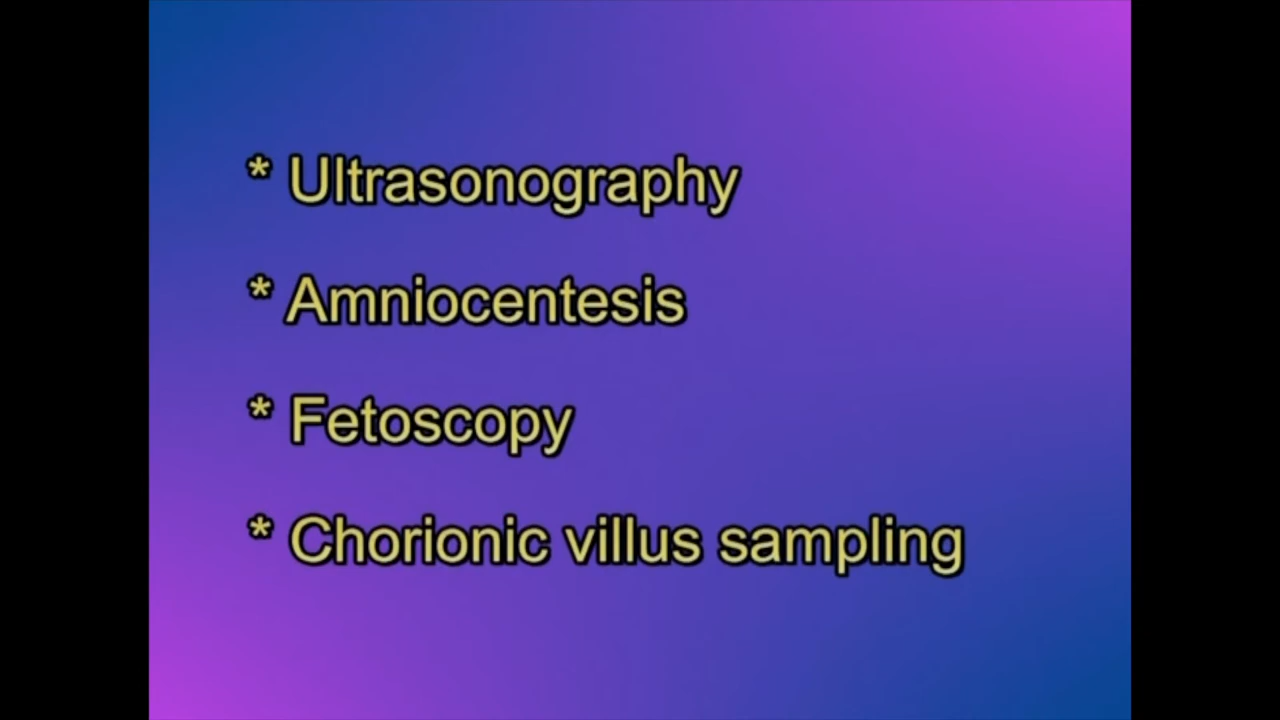 * Ultrasonography
* Amniocentesis
* Fetoscopy
* Chorionic villus sampling